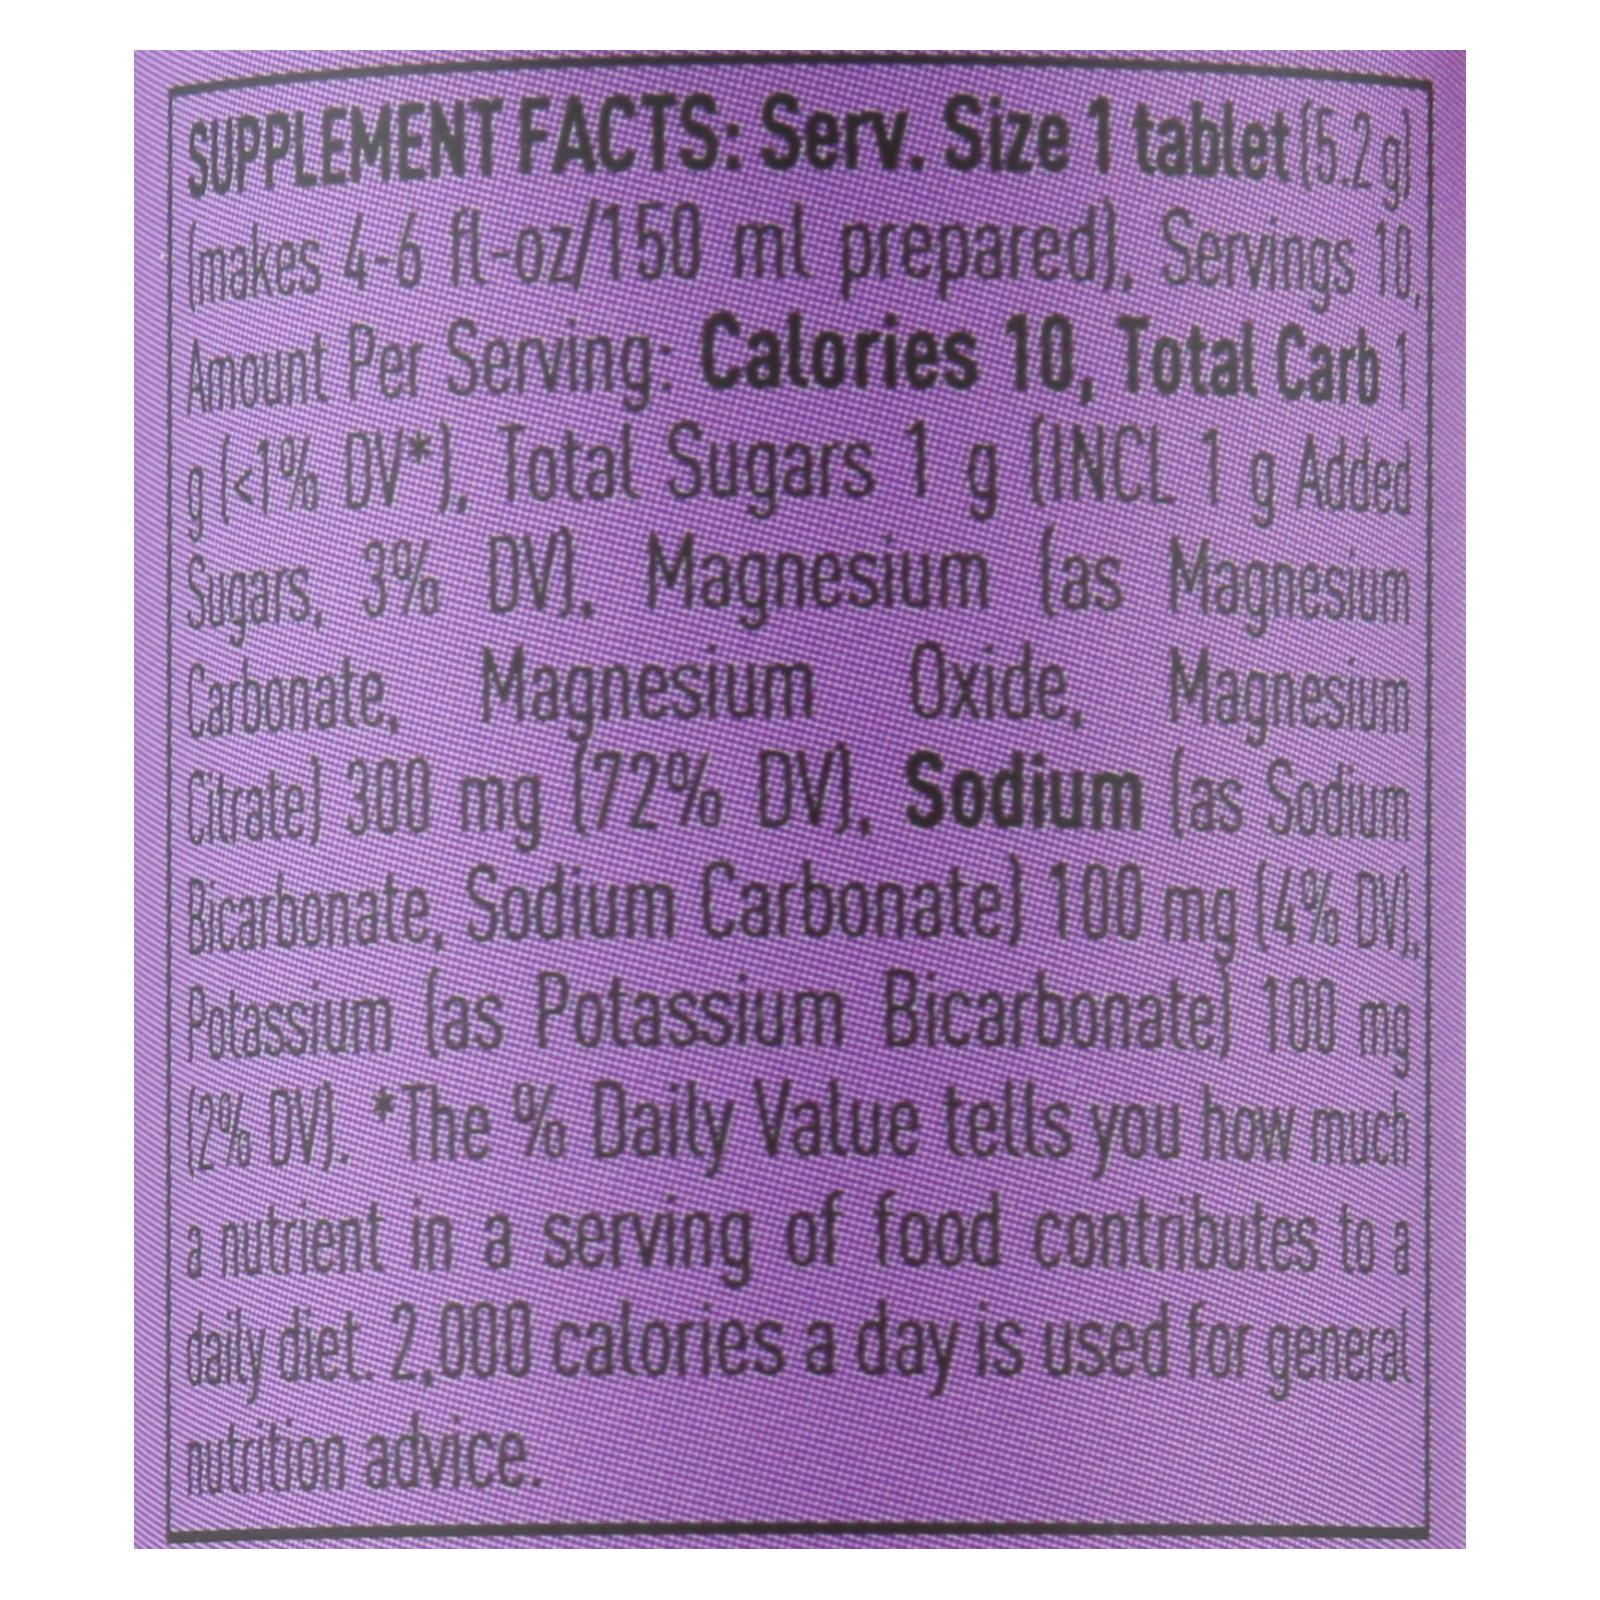 SUPPLEMENT FACTS: Serv. Size 1 tablet (5.2 g)
(makes 4-6 fl-oz/150 ml prepared), Servings 10,
Amount Per Serving: Calories 10, Total Carb 1
g (<1% DV*), Total Sugars 1 g (INCL 1 g Added
Sugars, 3% DV), Magnesium (as Magnesium
Carbonate, Magnesium Oxide, Magnesium
Citrate) 300 mg (72% DV), Sodium (as Sodium
Bicarbonate, Sodium Carbonate) 100 mg (4% DV),
Potassium (as Potassium Bicarbonate) 100 mg
(2% DV). *The % Daily Value tells you how much
a nutrient in a serving of food contributes to a
daily diet. 2,000 calories a day is used for general
nutrition advice.